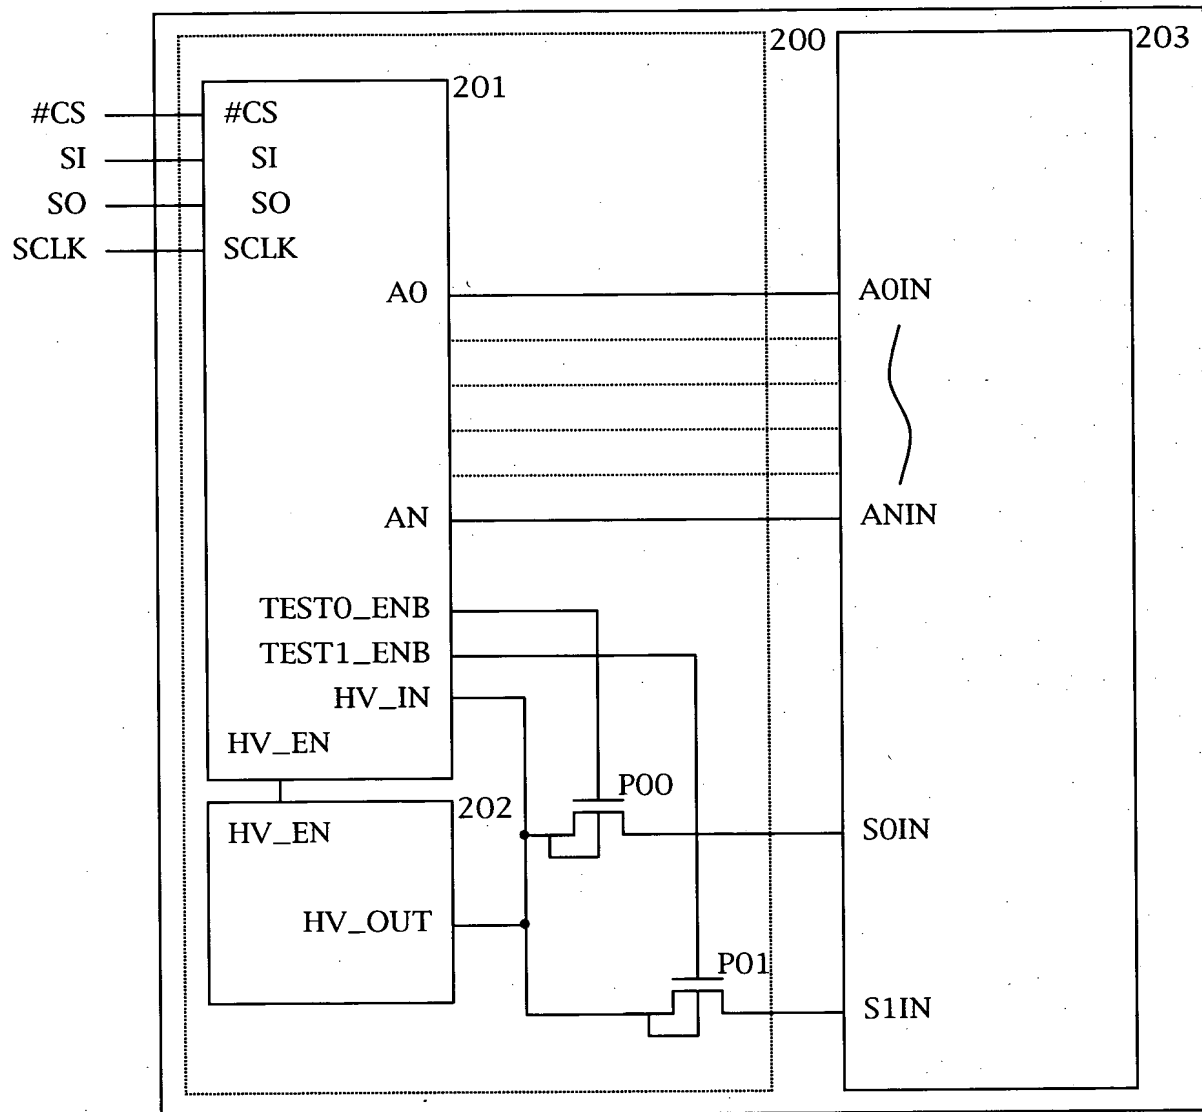 200
203
201
#CS
#CS
SI
SI
SO
SO
SCLK
SCLK
A0
A0IN
AN
ANIN
TEST0_ENB
TEST1_ENB
HV_IN
HV_EN
P00
202
HV_EN
S0IN
HV_OUT
P01
S1IN